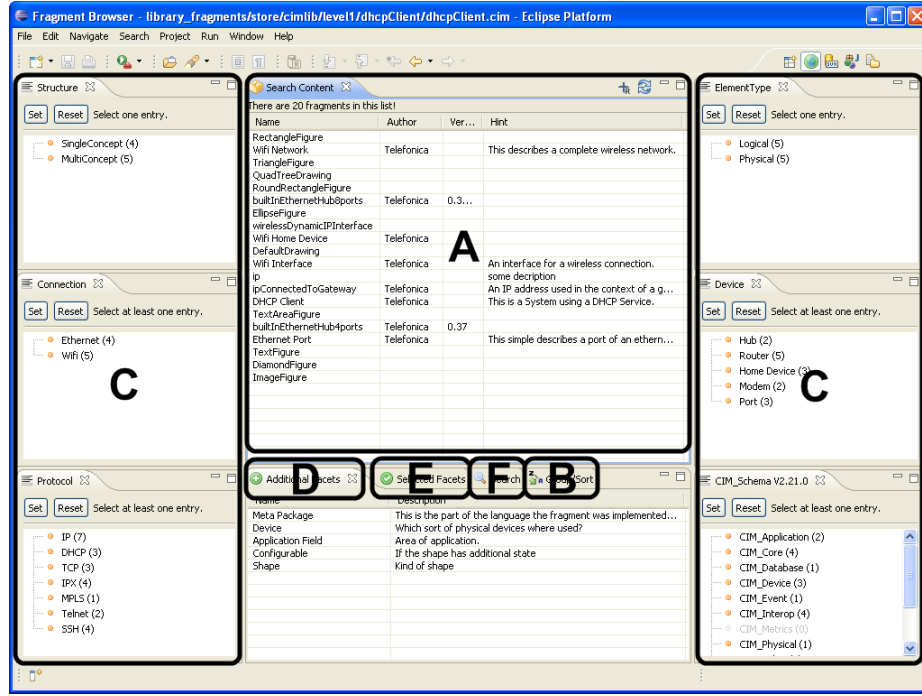 Fragment Browser - library_fragments/store/cimlib/level1/dhcpClient/dhcpClient.cim - Eclipse Platform
File Edit Navigate Search Project Run Window Help
Structure
Set Reset Select one entry.
SingleConcept (4)
MultiConcept (5)
Connection
Set Reset Select at least one entry.
Ethernet (4)
Wifi (5)
C
Protocol
Set Reset Select at least one entry.
IP (7)
DHCP (3)
TCP (3)
IPX (4)
MPLS (1)
Telnet (2)
SSH (4)
Search Content
There are 20 fragments in this list!
Name Author Ver... Hint
RectangleFigure
Wifi Network Telefonica This describes a complete wireless network.
TriangleFigure
QuadTreeDrawing
RoundRectangleFigure
builtInEthernetHub8ports Telefonica 0.3...
EllipseFigure
wirelessDynamicIPInterface
Wifi Home Device Telefonica
DefaultDrawing
Wifi Interface Telefonica An interface for a wireless connection.
ip some decription
ipConnectedToGateway Telefonica An IP address used in the context of a g...
DHCP Client Telefonica This is a System using a DHCP Service.
TextAreaFigure
builtInEthernetHub4ports Telefonica 0.37
Ethernet Port Telefonica This simple describes a port of an ethern...
TextFigure
DiamondFigure
ImageFigure
A
Additional Facets Selected Facets Search Group/Sort
D E F B
Name Description
Meta Package This is the part of the language the fragment was implemented...
Device Which sort of physical devices where used?
Application Field Area of application.
Configurable If the shape has additional state
Shape Kind of shape
ElementType
Set Reset Select one entry.
Logical (5)
Physical (5)
Device
Set Reset Select at least one entry.
Hub (2)
Router (5)
Home Device (3)
Modem (2)
Port (3)
C
CIM_Schema V2.21.0
Set Reset Select at least one entry.
CIM_Application (2)
CIM_Core (4)
CIM_Database (1)
CIM_Device (3)
CIM_Event (1)
CIM_Interop (4)
CIM_Metrics (0)
CIM_Physical (1)